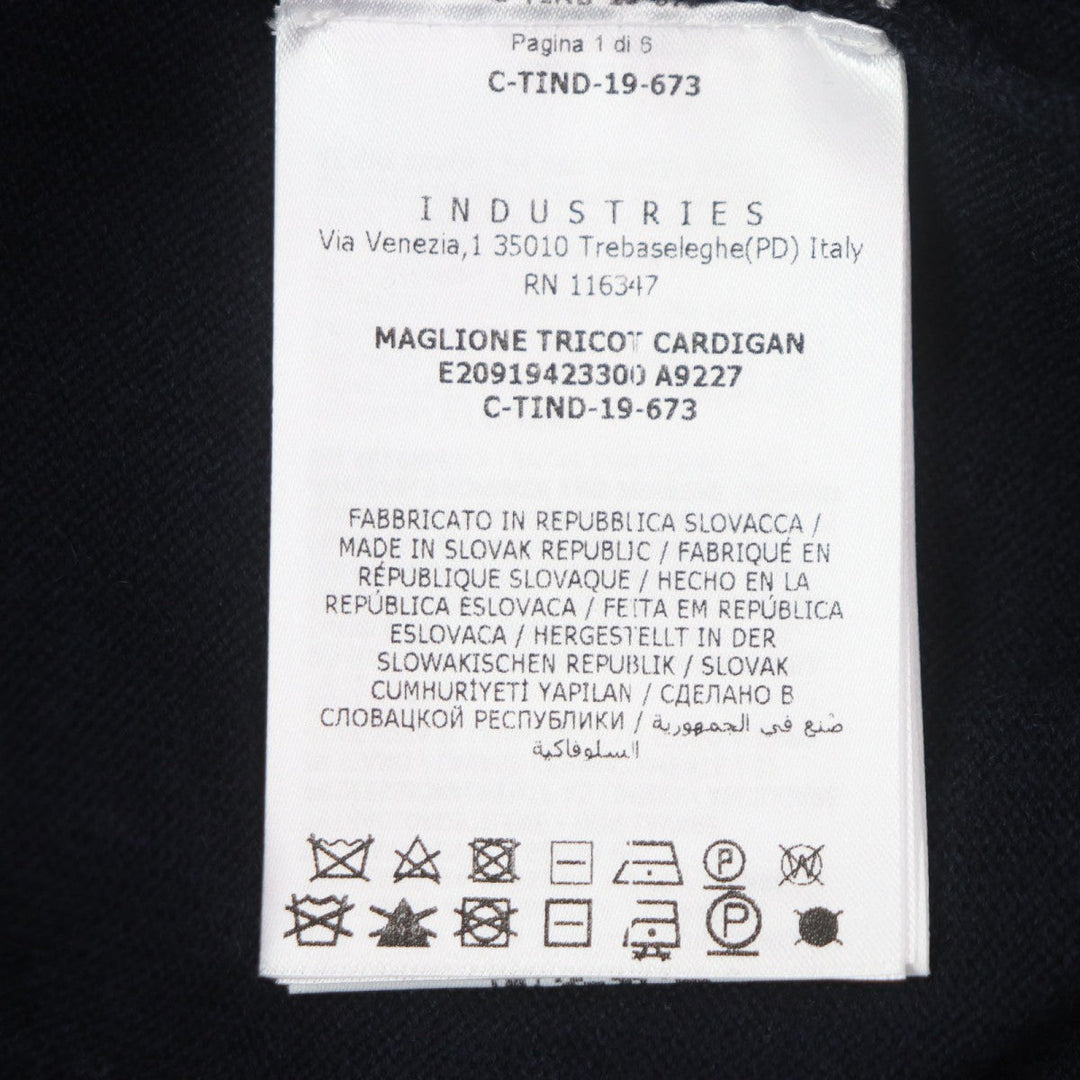 Pagina 1 di 6
C-TIND-19-673
INDUSTRIES
Via Venezia,1 35010 Trebaseleghe(PD) Italy
RN 116347
MAGLIONE TRICOT CARDIGAN
E20919423300 A9227
C-TIND-19-673
FABBRICATO IN REPUBBLICA SLOVACCA /
MADE IN SLOVAK REPUBLIC / FABRIQUÉ EN
RÉPUBLIQUE SLOVAQUE / HECHO EN LA
REPÚBLICA ESLOVACA / FEITA EM REPÚBLICA
ESLOVACA / HERGESTELLT IN DER
SLOWAKISCHEN REPUBLIK / SLOVAK
CUMHURİYETİ YAPILAN / СДЕЛАНО В
СЛОВАЦКОЙ РЕСПУБЛИКИ / صُنع في الجمهورية
السلوفاكية
P W
P